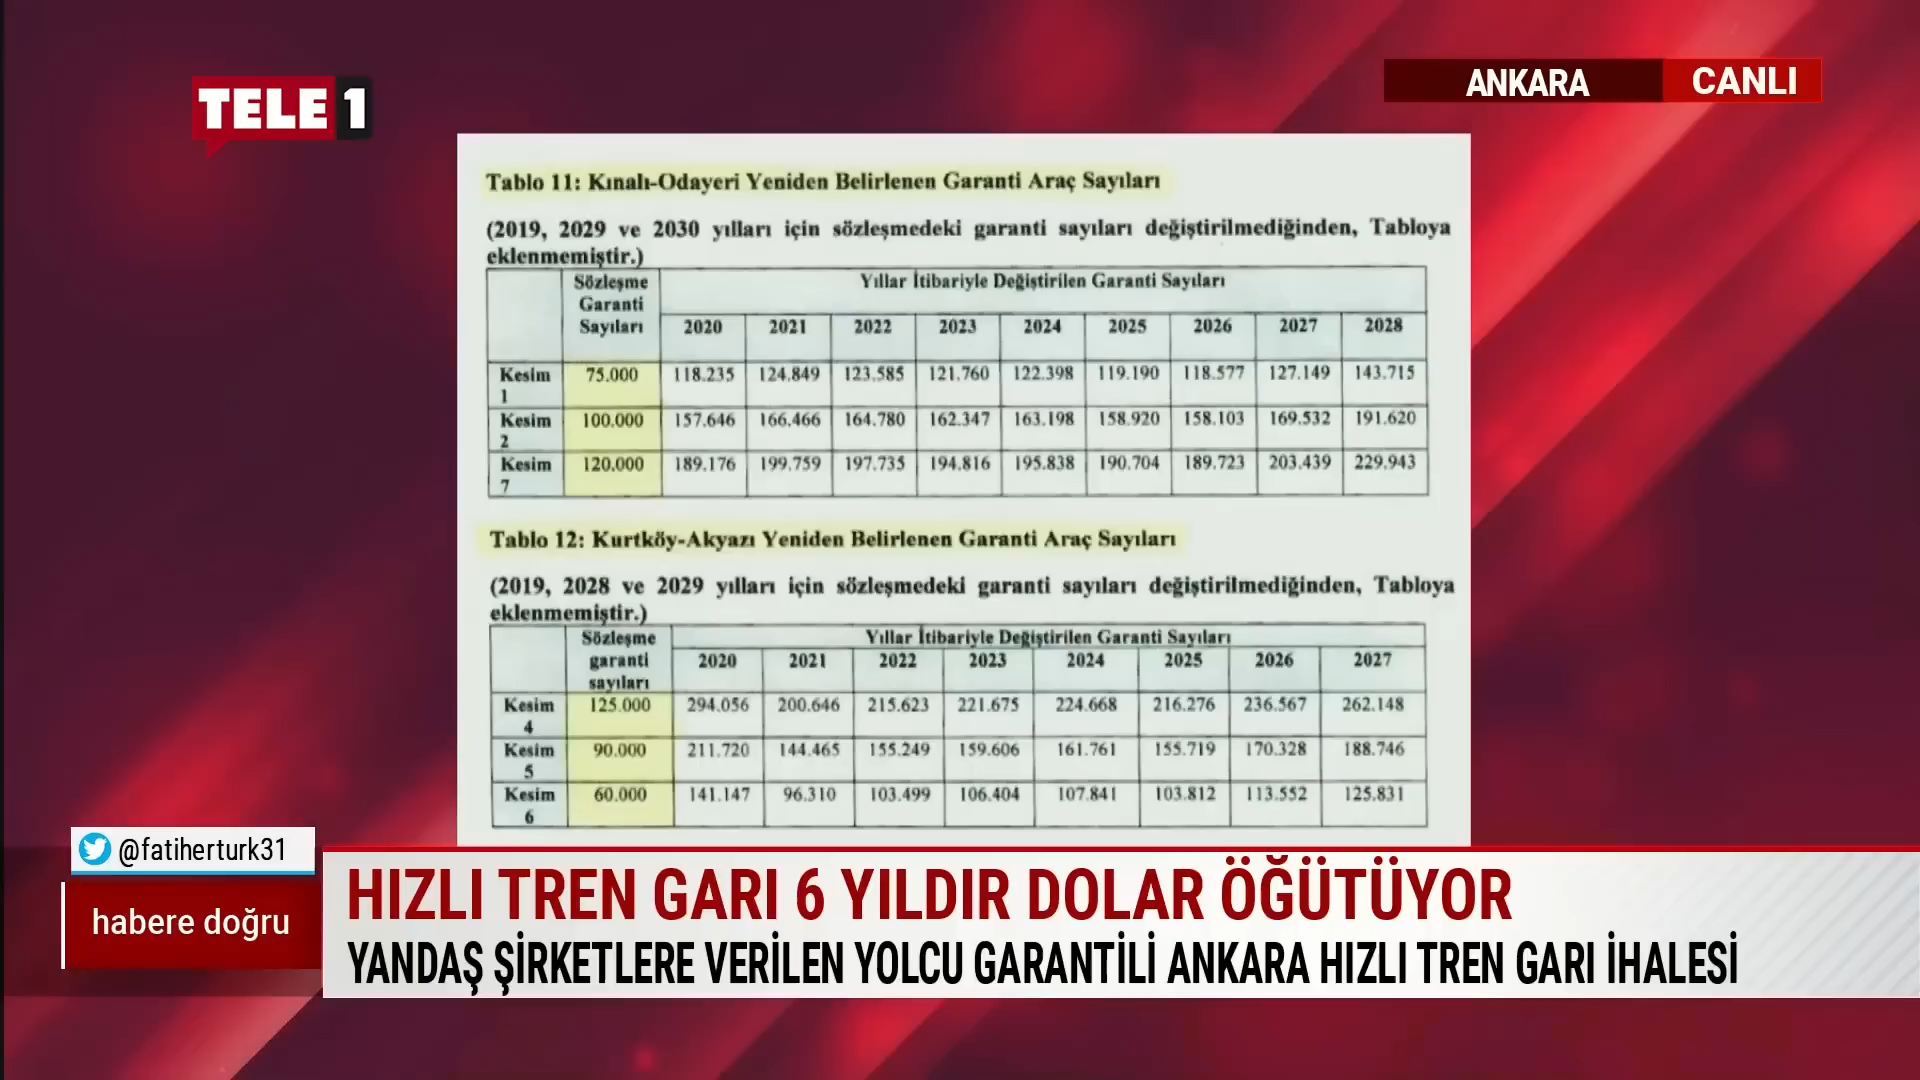 TELE 1
ANKARA CANLI
Tablo 11: Kınalı-Odayeri Yeniden Belirlenen Garanti Araç Sayıları
(2019, 2029 ve 2030 yılları için sözleşmedeki garanti sayıları değiştirilmediğinden, Tabloya
eklenmemiştir.)
Sözleşme Garanti Sayıları Yıllar İtibariyle Değiştirilen Garanti Sayıları
2020 2021 2022 2023 2024 2025 2026 2027 2028
Kesim 1 75.000 118.235 124.849 123.585 121.760 122.398 119.190 118.577 127.149 143.715
Kesim 2 100.000 157.646 166.466 164.780 162.347 163.198 158.920 158.103 169.532 191.620
Kesim 7 120.000 189.176 199.759 197.735 194.816 195.838 190.704 189.723 203.439 229.943
Tablo 12: Kurtköy-Akyazı Yeniden Belirlenen Garanti Araç Sayıları
(2019, 2028 ve 2029 yılları için sözleşmedeki garanti sayıları değiştirilmediğinden, Tabloya
eklenmemiştir.)
Sözleşme garanti sayıları Yıllar İtibariyle Değiştirilen Garanti Sayıları
2020 2021 2022 2023 2024 2025 2026 2027
Kesim 4 125.000 294.056 200.646 215.623 221.675 224.668 216.276 236.567 262.148
Kesim 5 90.000 211.720 144.465 155.249 159.606 161.761 155.719 170.328 188.746
Kesim 6 60.000 141.147 96.310 103.499 106.404 107.841 103.812 113.552 125.831
@fatiherturk31
habere doğru
HIZLI TREN GARI 6 YILDIR DOLAR ÖĞÜTÜYOR
YANDAŞ ŞİRKETLERE VERİLEN YOLCU GARANTİLİ ANKARA HIZLI TREN GARI İHALESİ